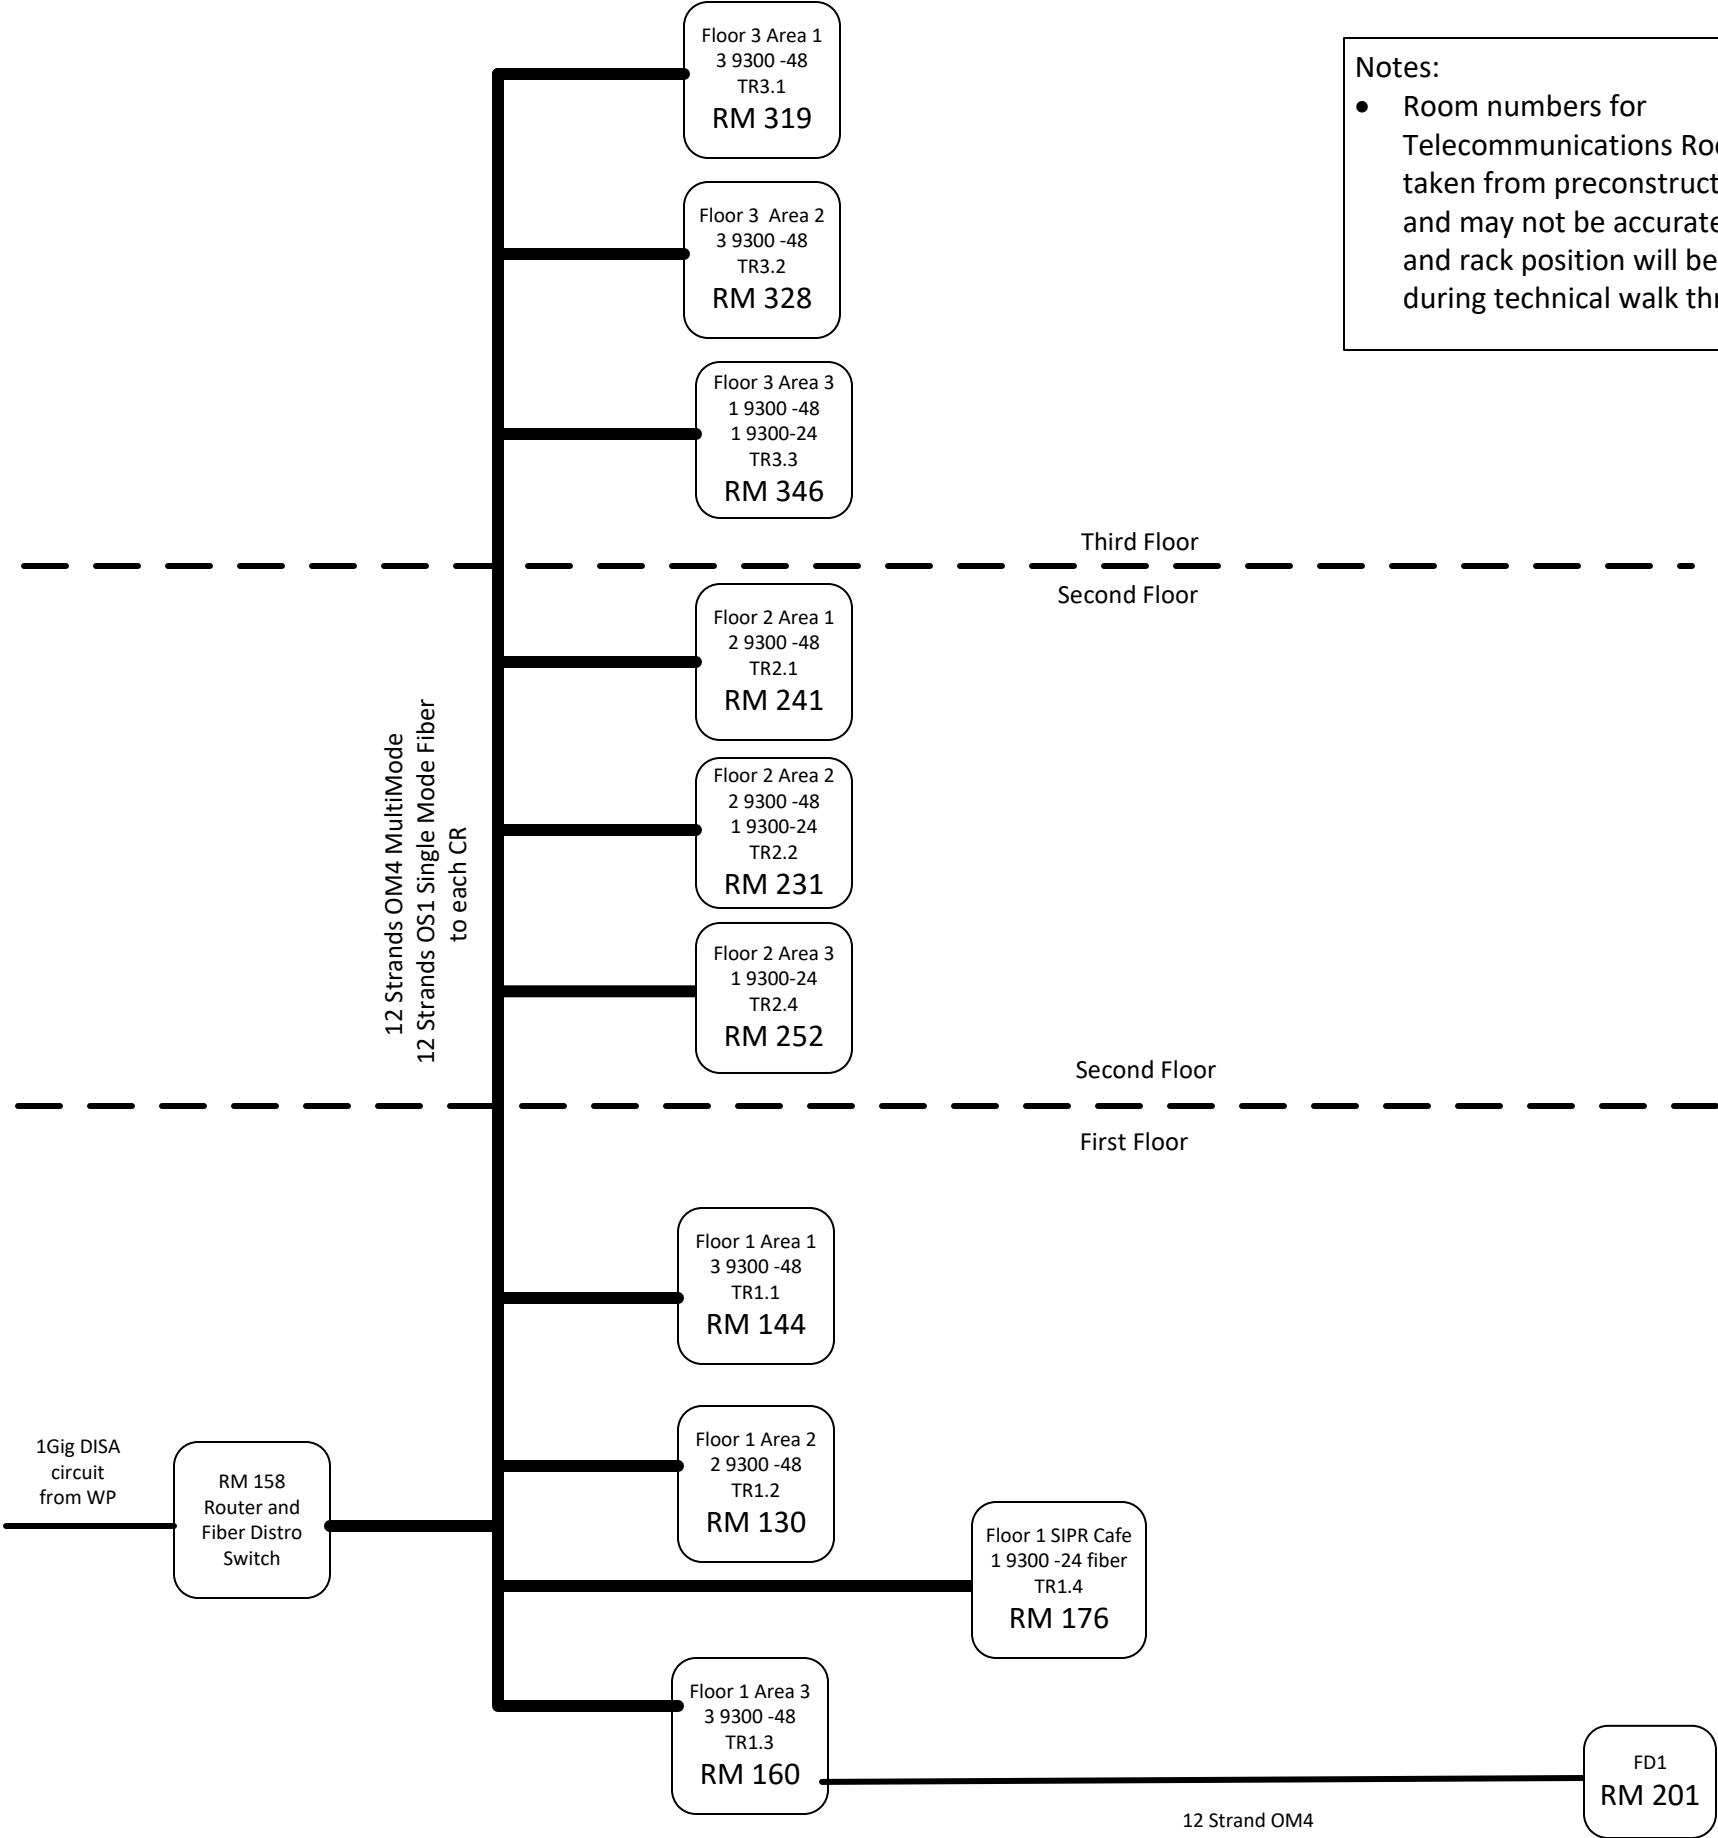 Floor 3 Area 1
3 9300 -48
TR3.1
RM 319
Notes:
• Room numbers for
Telecommunications
taken from
and may not be
and rack position will be
during technical walk
Floor 3 Area 2
3 9300 -48
TR3.2
RM 328
Floor 3 Area 3
1 9300 -48
1 9300-24
TR3.3
RM 346
Third Floor
Second Floor
Floor 2 Area 1
2 9300 -48
TR2.1
RM 241
12 Strands OM4 MultiMode
12 Strands OS1 Single Mode Fiber
to each CR
Floor 2 Area 2
2 9300 -48
1 9300-24
TR2.2
RM 231
Floor 2 Area 3
1 9300-24
TR2.4
RM 252
Second Floor
First Floor
Floor 1 Area 1
3 9300 -48
TR1.1
RM 144
1Gig DISA
circuit
from WP
RM 158
Router and
Fiber Distro
Switch
Floor 1 Area 2
2 9300 -48
TR1.2
RM 130
Floor 1 SIPR Cafe
1 9300 -24 fiber
TR1.4
RM 176
Floor 1 Area 3
3 9300 -48
TR1.3
RM 160
12 Strand OM4
FD1
RM 201